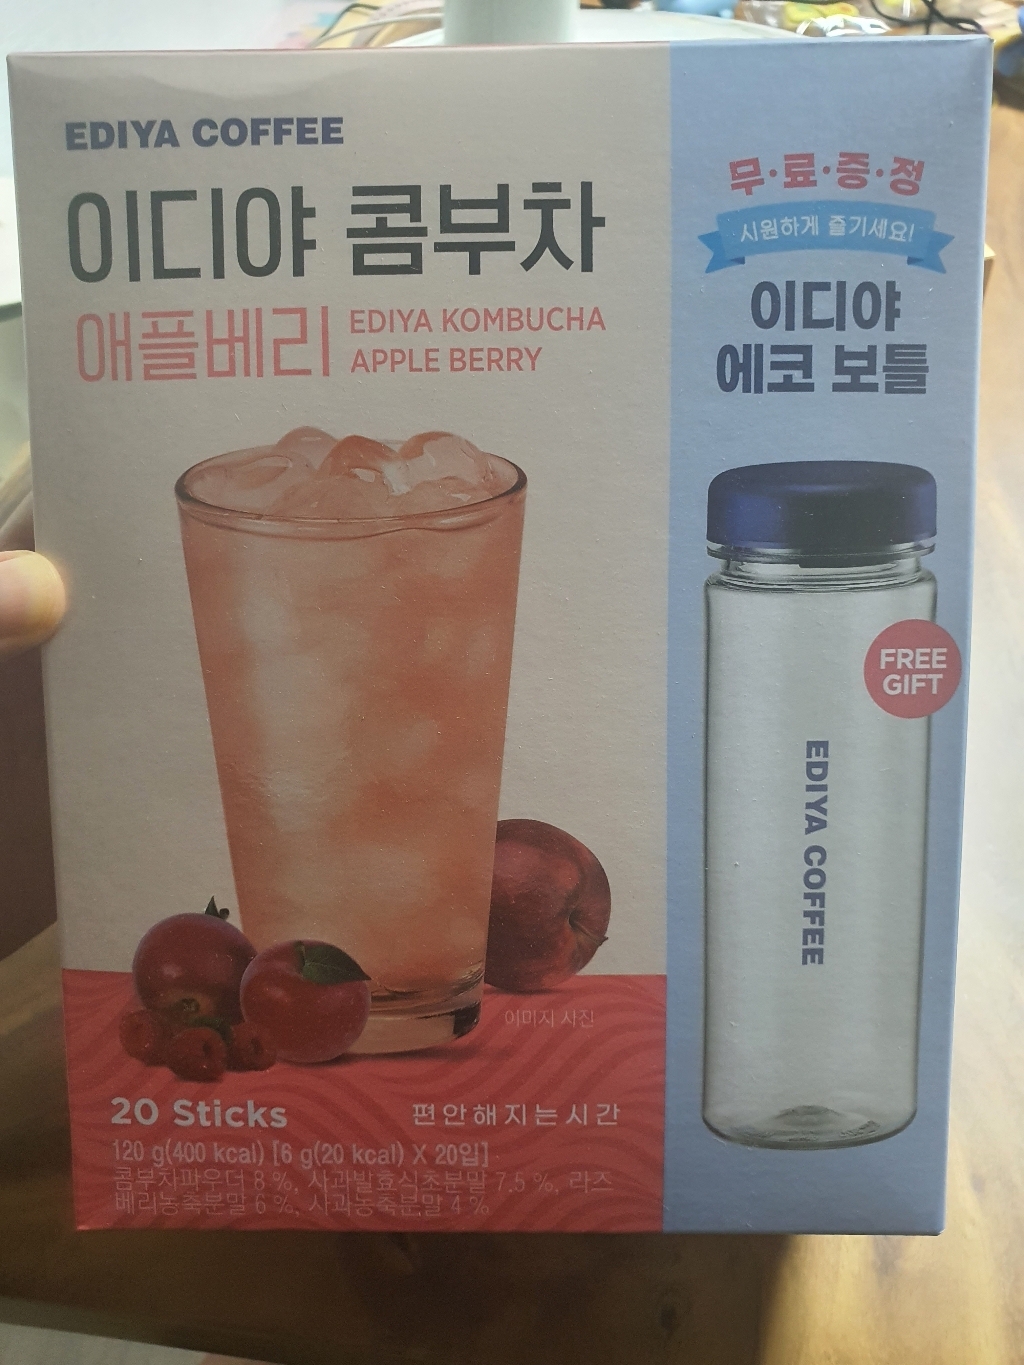 EDIYA COFFEE
이디야 콤부차
애플베리
EDIYA KOMBUCHA
APPLE BERRY
이미지 사진
20 Sticks
편안해지는시간
120 g(400 kcal) [6 g(20 kcal) X 20입]
콤부차파우더 8 %, 사과발효식초분말 7.5 %, 라즈
베리농축분말 6 %, 사과농축분말 4 %
무·료·증·정
시원하게 즐기세요!
이디야
에코 보틀
FREE
GIFT
EDIYA COFFEE